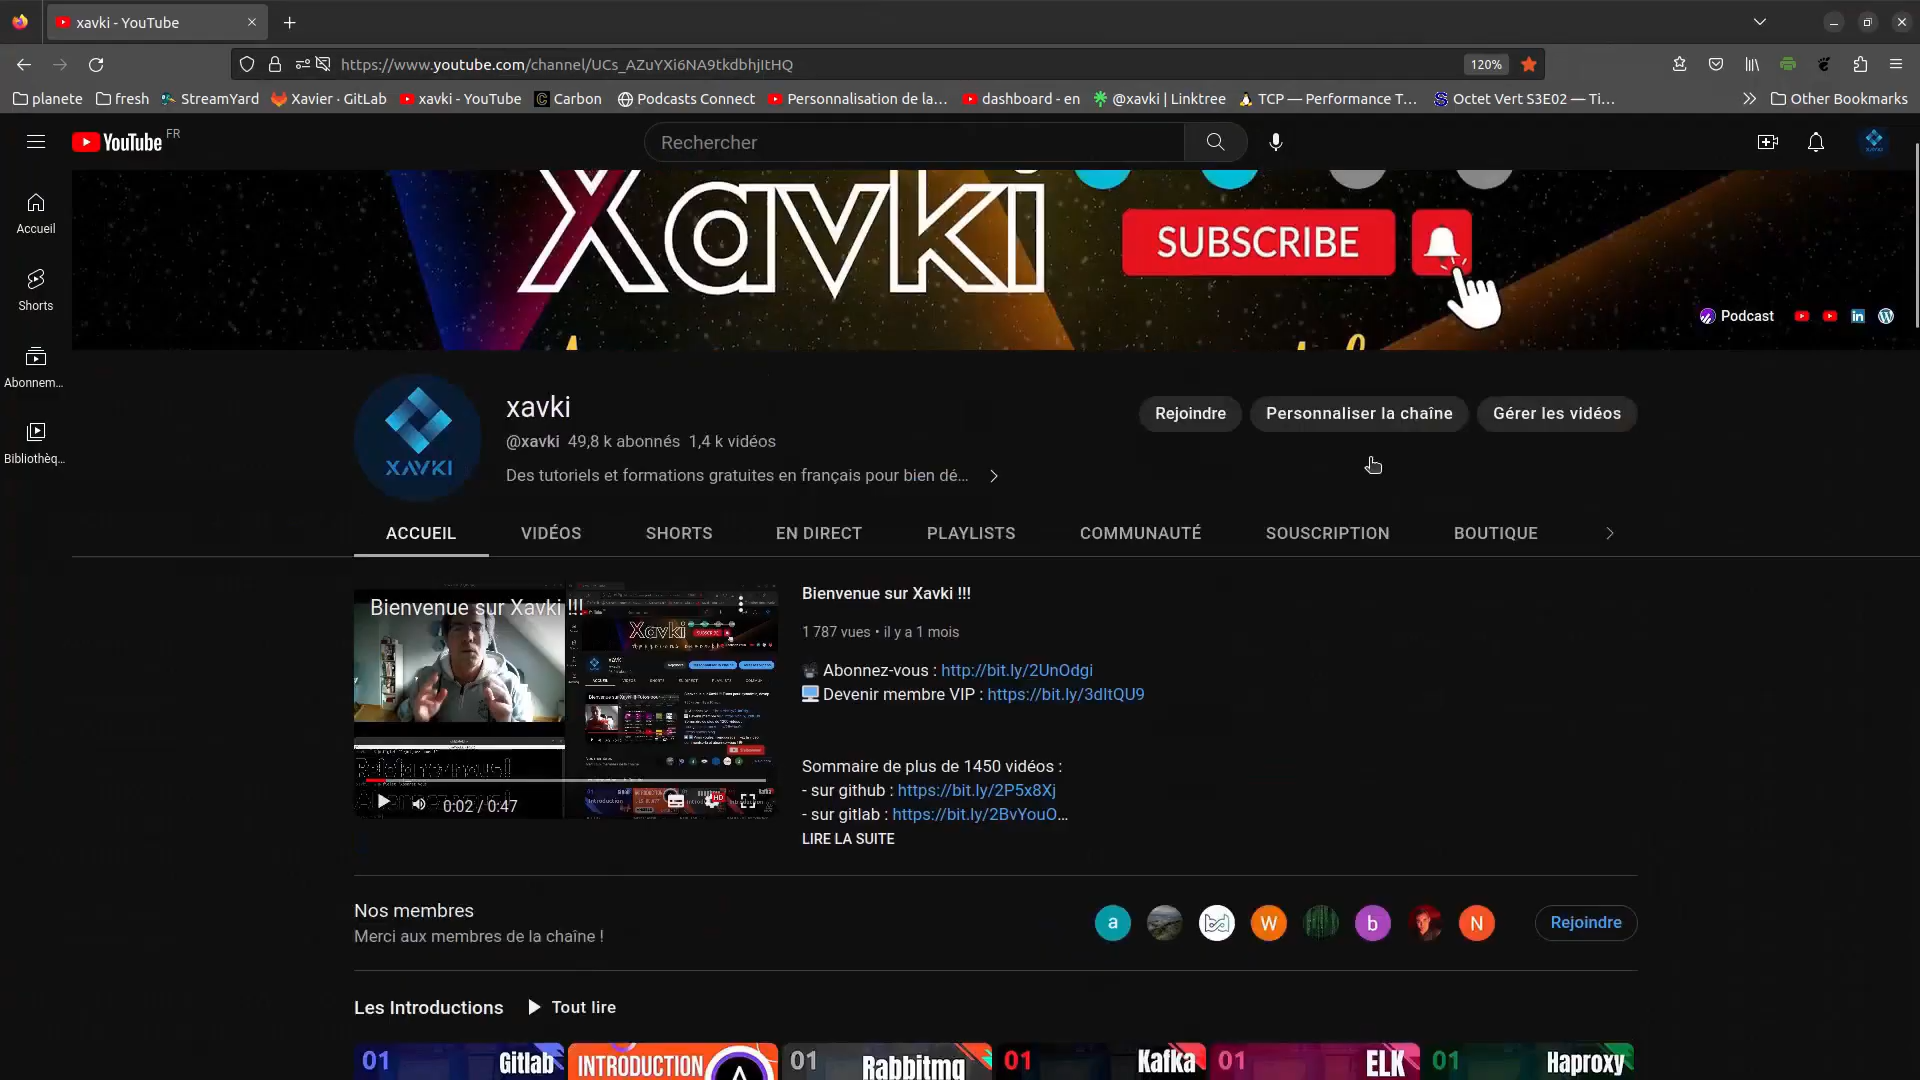 xavki - YouTube
https://www.youtube.com/channel/UCs_AZuYXi6NA9tkdbhjItHQ
120%
planete
fresh
StreamYard
Xavier · GitLab
xavki - YouTube
Carbon
Podcasts Connect
Personnalisation de la…
dashboard - en
@xavki | Linktree
TCP — Performance T…
Octet Vert S3E02 — Ti…
Other Bookmarks
YouTube FR
Rechercher
Accueil
Shorts
Abonnem...
Bibliothèq...
Xavki
SUBSCRIBE
Podcast
XAVKI
xavki
@xavki 49,8 k abonnés 1,4 k vidéos
Des tutoriels et formations gratuites en français pour bien dé...
Rejoindre
Personnaliser la chaîne
Gérer les vidéos
ACCUEIL
VIDÉOS
SHORTS
EN DIRECT
PLAYLISTS
COMMUNAUTÉ
SOUSCRIPTION
BOUTIQUE
Bienvenue sur Xavki !!!
Xavki
0:02 / 0:47
HD
Bienvenue sur Xavki !!!
1 787 vues • il y a 1 mois
Abonnez-vous : http://bit.ly/2UnOdgi
Devenir membre VIP : https://bit.ly/3dItQU9
Sommaire de plus de 1450 vidéos :
- sur github : https://bit.ly/2P5x8Xj
- sur gitlab : https://bit.ly/2BvYouO...
LIRE LA SUITE
Nos membres
Merci aux membres de la chaîne !
a
W
b
N
Rejoindre
Les Introductions
Tout lire
01 Gitlab
INTRODUCTION
01 Rabbitmq
01 Kafka
01 ELK
01 Haproxy